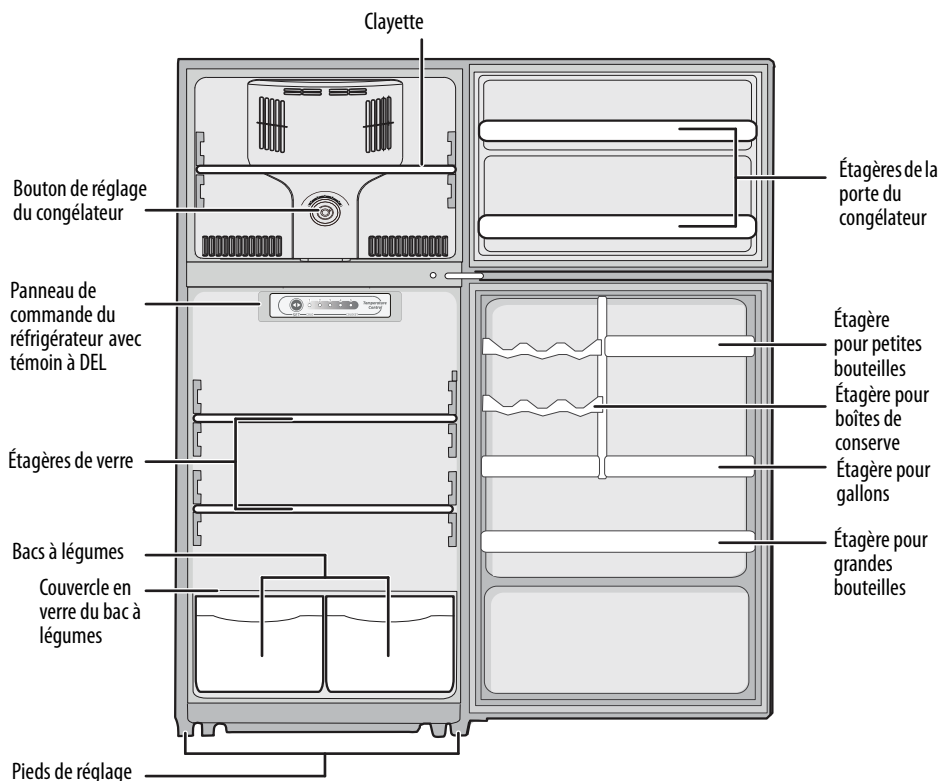 Clayette
Bouton de réglage
du congélateur
Étagères de la
porte du
congélateur
Panneau de
commande du
réfrigérateur avec
témoin à DEL
Temperature
Control
Étagère
pour petites
bouteilles
Étagère pour
boîtes de
conserve
Étagères de verre
Étagère pour
gallons
Bacs à légumes
Étagère pour
grandes
bouteilles
Couvercle en
verre du bac à
légumes
Pieds de réglage